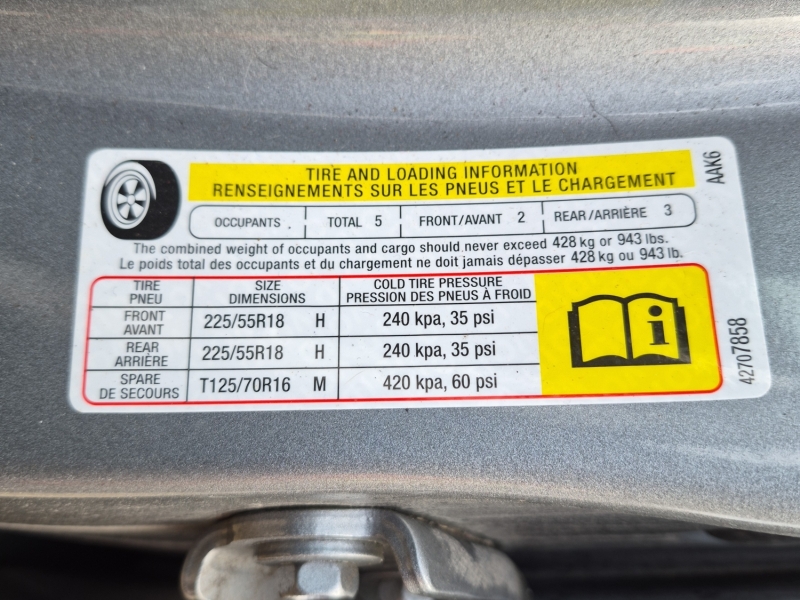 TIRE AND LOADING INFORMATION
RENSEIGNEMENTS SUR LES PNEUS ET LE CHARGEMENT
AAK6
OCCUPANTS TOTAL 5 FRONT/AVANT 2 REAR/ARRIÈRE 3
The combined weight of occupants and cargo should never exceed 428 kg or 943 lbs.
Le poids total des occupants et du chargement ne doit jamais dépasser 428 kg ou 943 lb.
TIRE SIZE COLD TIRE PRESSURE
PNEU DIMENSIONS PRESSION DES PNEUS À FROID
FRONT
AVANT 225/55R18 H 240 kpa, 35 psi
REAR
ARRIÈRE 225/55R18 H 240 kpa, 35 psi
SPARE
DE SECOURS T125/70R16 M 420 kpa, 60 psi
i
42707858